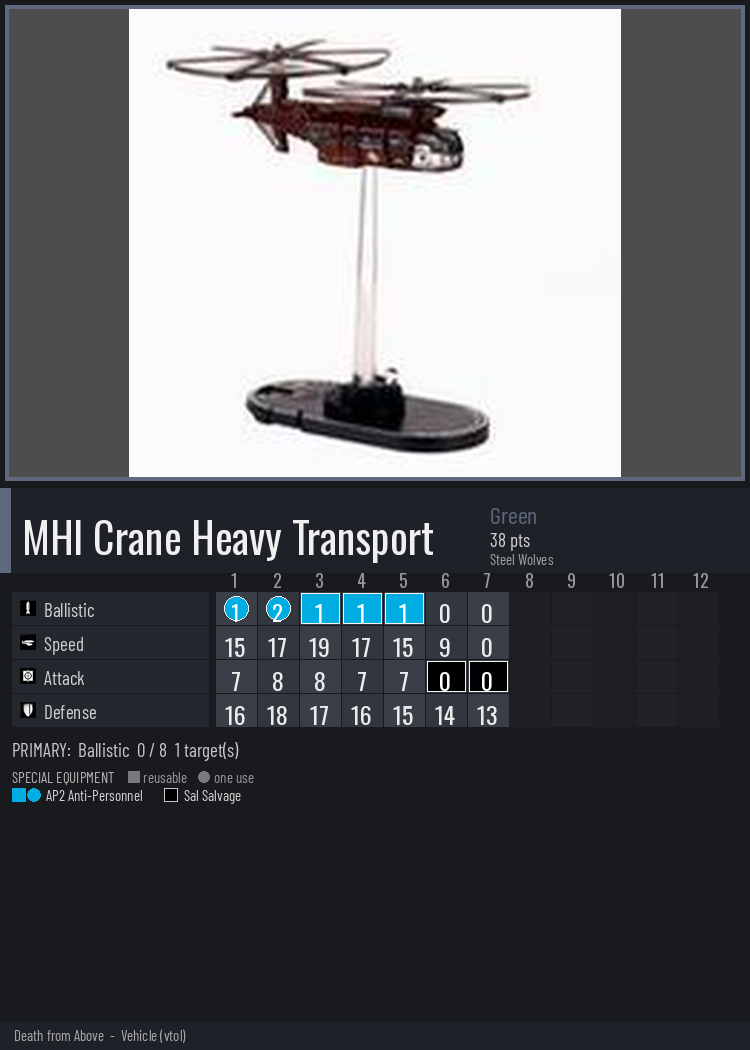 MHI Crane Heavy Transport
Green
38 pts
Steel Wolves
1 2 3 4 5 6 7 8 9 10 11 12
Ballistic 1 2 1 1 1 0 0
Speed 15 17 19 17 15 9 0
Attack 7 8 8 7 7 0 0
Defense 16 18 17 16 15 14 13
PRIMARY: Ballistic 0 / 8 1 target(s)
SPECIAL EQUIPMENT reusable one use
AP2 Anti-Personnel Sal Salvage
Death from Above - Vehicle (vtol)